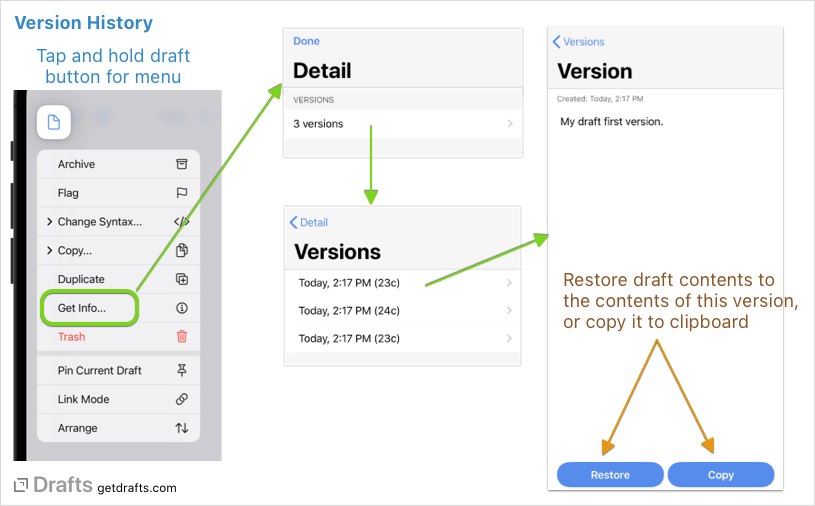 Version History
Tap and hold draft
button for menu
Archive
Flag
Change Syntax...
Copy...
Duplicate
Get Info...
Trash
Pin Current Draft
Link Mode
Arrange
Drafts getdrafts.com
Done
Detail
VERSIONS
3 versions
Detail
Versions
Today, 2:17 PM (23c)
Today, 2:17 PM (24c)
Today, 2:17 PM (23c)
Versions
Version
Created: Today, 2:17 PM
My draft first version.
Restore draft contents to
the contents of this version,
or copy it to clipboard
Restore
Copy